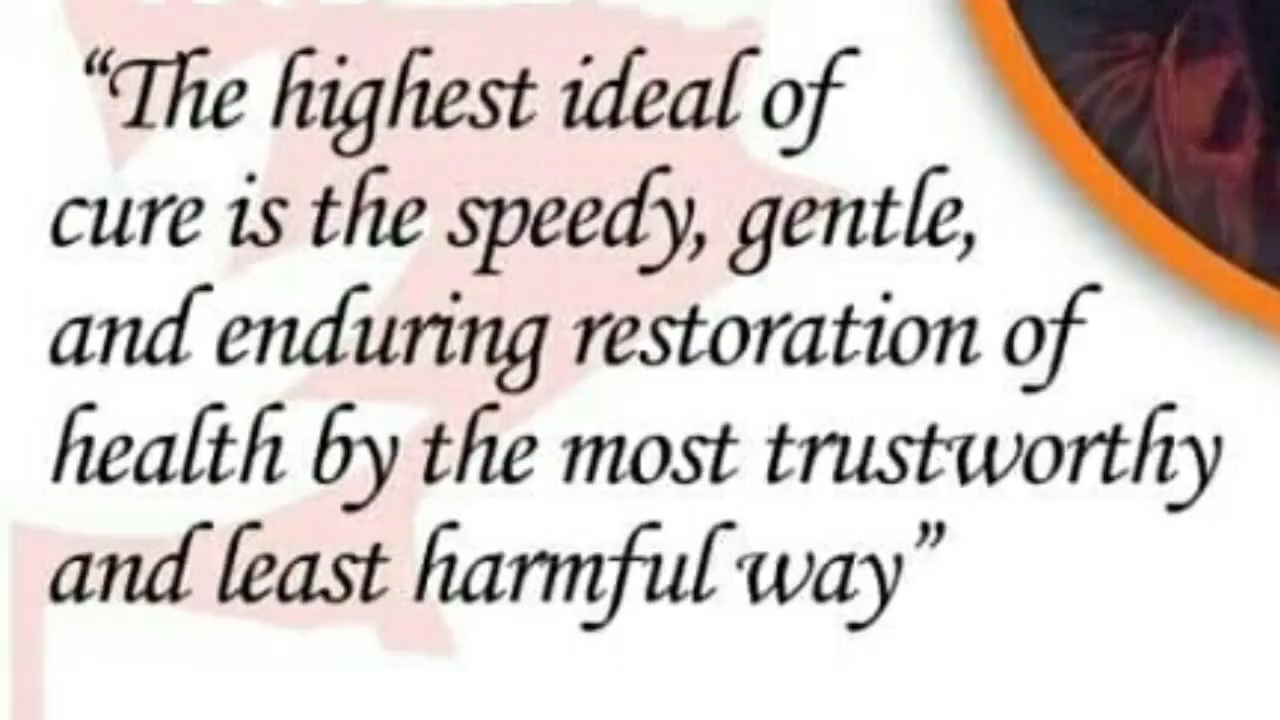 “The highest ideal of
cure is the speedy, gentle,
and enduring restoration of
health by the most trustworthy
and least harmful way”